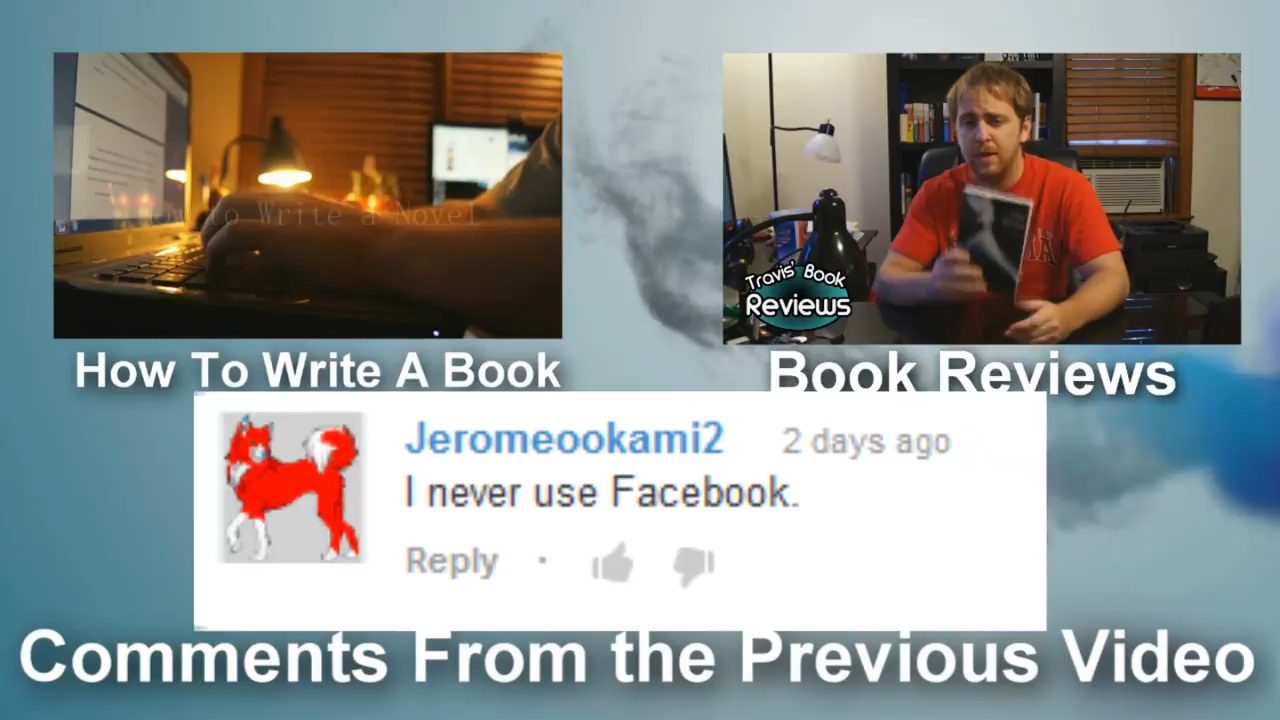 How to Write a Novel
Travis' Book
Reviews
How To Write A Book
Book Reviews
Jeromeookami2 2 days ago
I never use Facebook.
Reply ·
Comments From the Previous Video